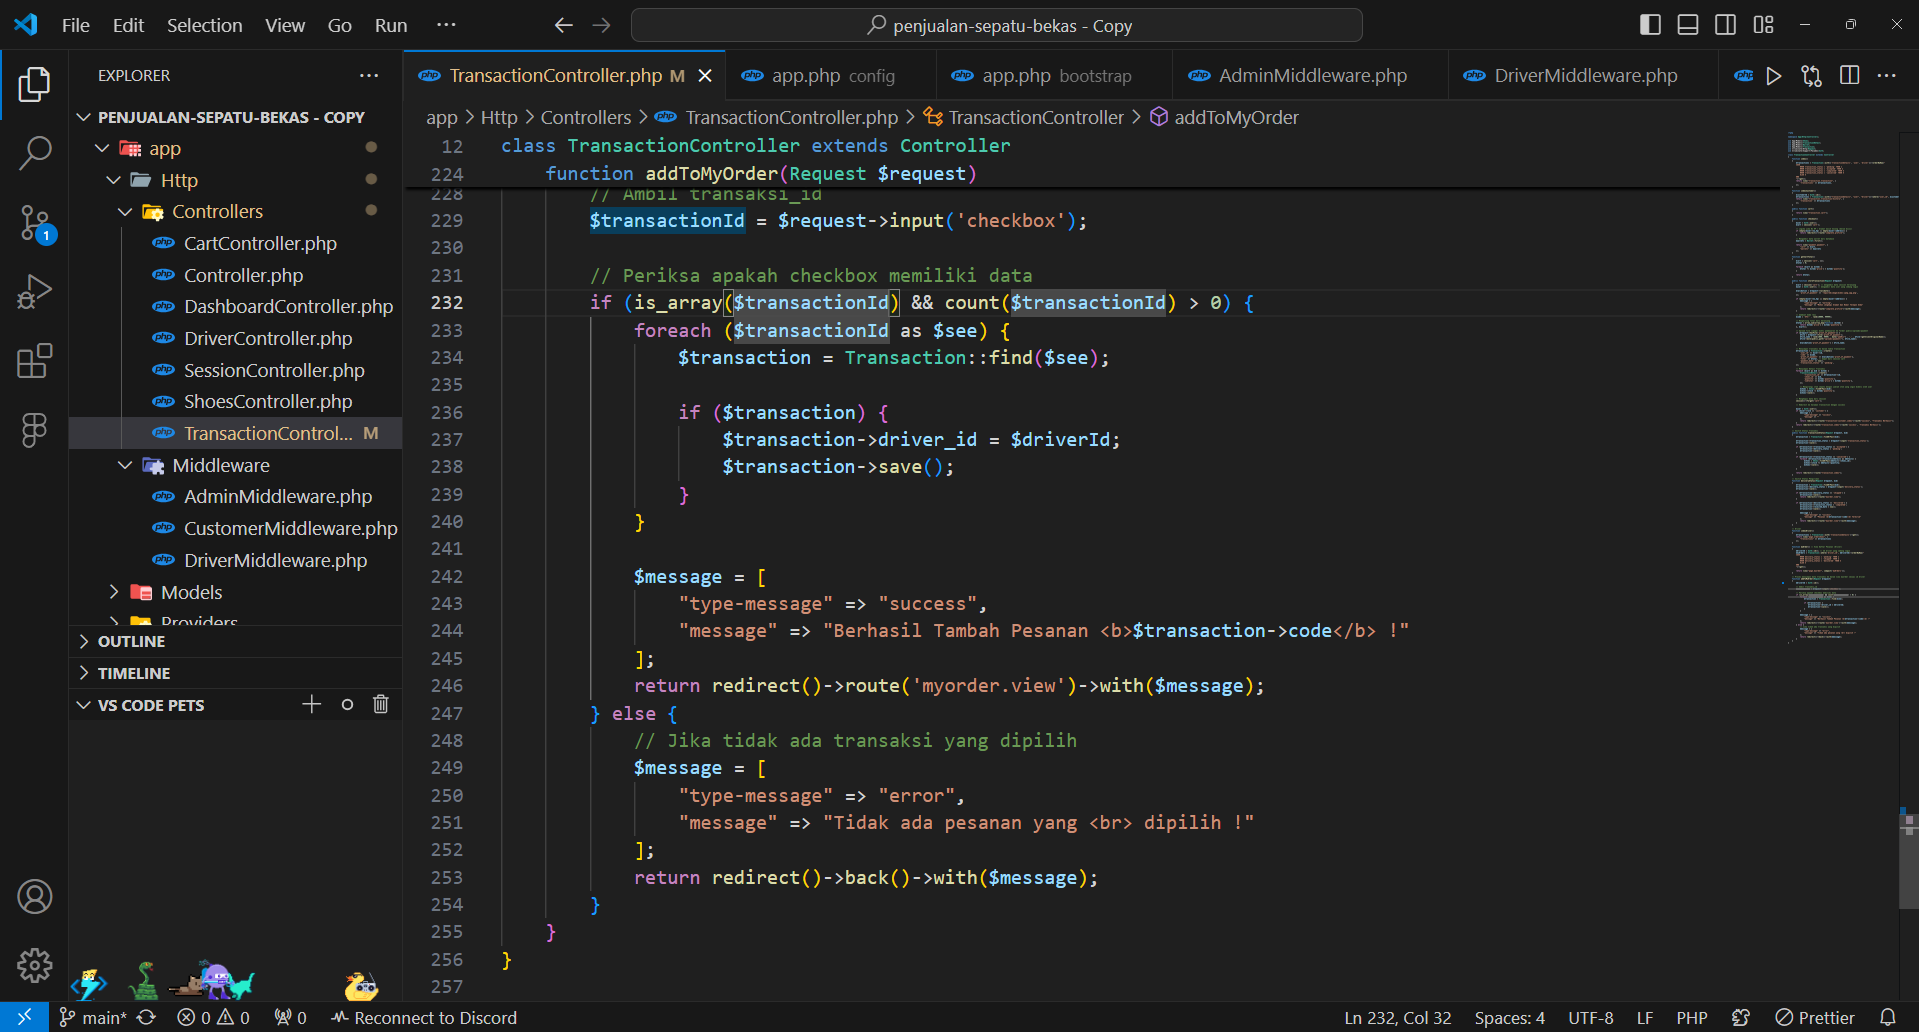 File Edit Selection View Go Run ··· penjualan-sepatu-bekas - Copy
EXPLORER
PENJUALAN-SEPATU-BEKAS - COPY
app
Http
Controllers
CartController.php
Controller.php
DashboardController.php
DriverController.php
SessionController.php
ShoesController.php
TransactionControl... M
Middleware
AdminMiddleware.php
CustomerMiddleware.php
DriverMiddleware.php
Models
Providers
OUTLINE
TIMELINE
VS CODE PETS
1
TransactionController.php M app.php config app.php bootstrap AdminMiddleware.php DriverMiddleware.php
app > Http > Controllers > TransactionController.php > TransactionController > addToMyOrder
12 class TransactionController extends Controller
224 function addToMyOrder(Request $request)
228 // Ambil transaksi_id
229 $transactionId = $request->input('checkbox');
230
231 // Periksa apakah checkbox memiliki data
232 if (is_array($transactionId) && count($transactionId) > 0) {
233 foreach ($transactionId as $see) {
234 $transaction = Transaction::find($see);
235
236 if ($transaction) {
237 $transaction->driver_id = $driverId;
238 $transaction->save();
239 }
240 }
241
242 $message = [
243 "type-message" => "success",
244 "message" => "Berhasil Tambah Pesanan <b>$transaction->code</b> !"
245 ];
246 return redirect()->route('myorder.view')->with($message);
247 } else {
248 // Jika tidak ada transaksi yang dipilih
249 $message = [
250 "type-message" => "error",
251 "message" => "Tidak ada pesanan yang <br> dipilih !"
252 ];
253 return redirect()->back()->with($message);
254 }
255 }
256 }
257
main* 0 0 0 Reconnect to Discord Ln 232, Col 32 Spaces: 4 UTF-8 LF PHP Prettier